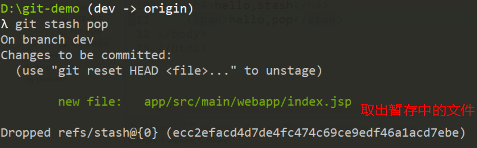 D:\git-demo (dev -> origin)
λ git stash pop
On branch dev
Changes to be committed:
(use "git reset HEAD <file>..." to unstage)
new file: app/src/main/webapp/index.jsp
取出暂存中的文件
Dropped refs/stash@{0} (ecc2efacd4d7de4fc474c69ce9edf46a1acd7ebe)